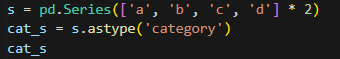 s = pd.Series(['a', 'b', 'c', 'd'] * 2)
cat_s = s.astype('category')
cat_s